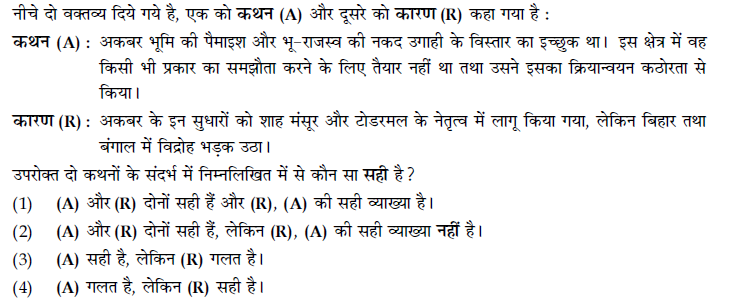 नीचे दो वक्तव्य दिये गये है, एक को कथन (A) और दूसरे को कारण (R) कहा गया है :
कथन (A) : अकबर भूमि की पैमाइश और भू-राजस्व की नकद उगाही के विस्तार का इच्छुक था। इस क्षेत्र में वह
किसी भी प्रकार का समझौता करने के लिए तैयार नहीं था तथा उसने इसका क्रियान्वयन कठोरता से
किया।
कारण (R) : अकबर के इन सुधारों को शाह मंसूर और टोडरमल के नेतृत्व में लागू किया गया, लेकिन बिहार तथा
बंगाल में विद्रोह भड़क उठा।
उपरोक्त दो कथनों के संदर्भ में निम्नलिखित में से कौन सा सही है ?
(1) (A) और (R) दोनों सही हैं और (R), (A) की सही व्याख्या है।
(2) (A) और (R) दोनों सही हैं, लेकिन (R), (A) की सही व्याख्या नहीं है।
(3) (A) सही है, लेकिन (R) गलत है।
(4) (A) गलत है, लेकिन (R) सही है।